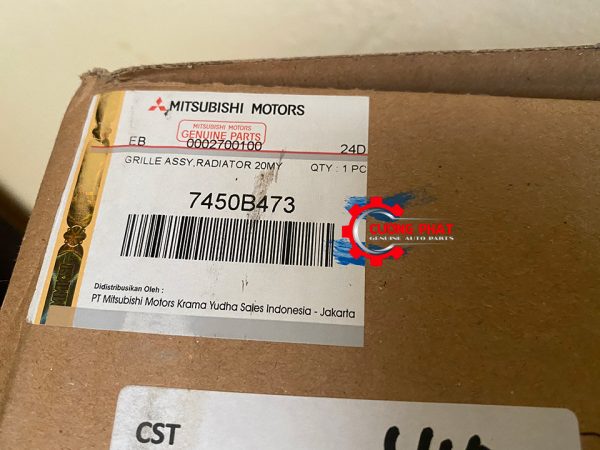 MITSUBISHI MOTORS
MITSUBISHI MOTORS
GENUINE PARTS
EB 0002700100 24D
GRILLE ASSY,RADIATOR 20MY QTY : 1 PC
7450B473
CUONG PHAT
GENUINE AUTO PARTS
Didistribusikan Oleh :
PT Mitsubishi Motors Krama Yudha Sales Indonesia - Jakarta
CST